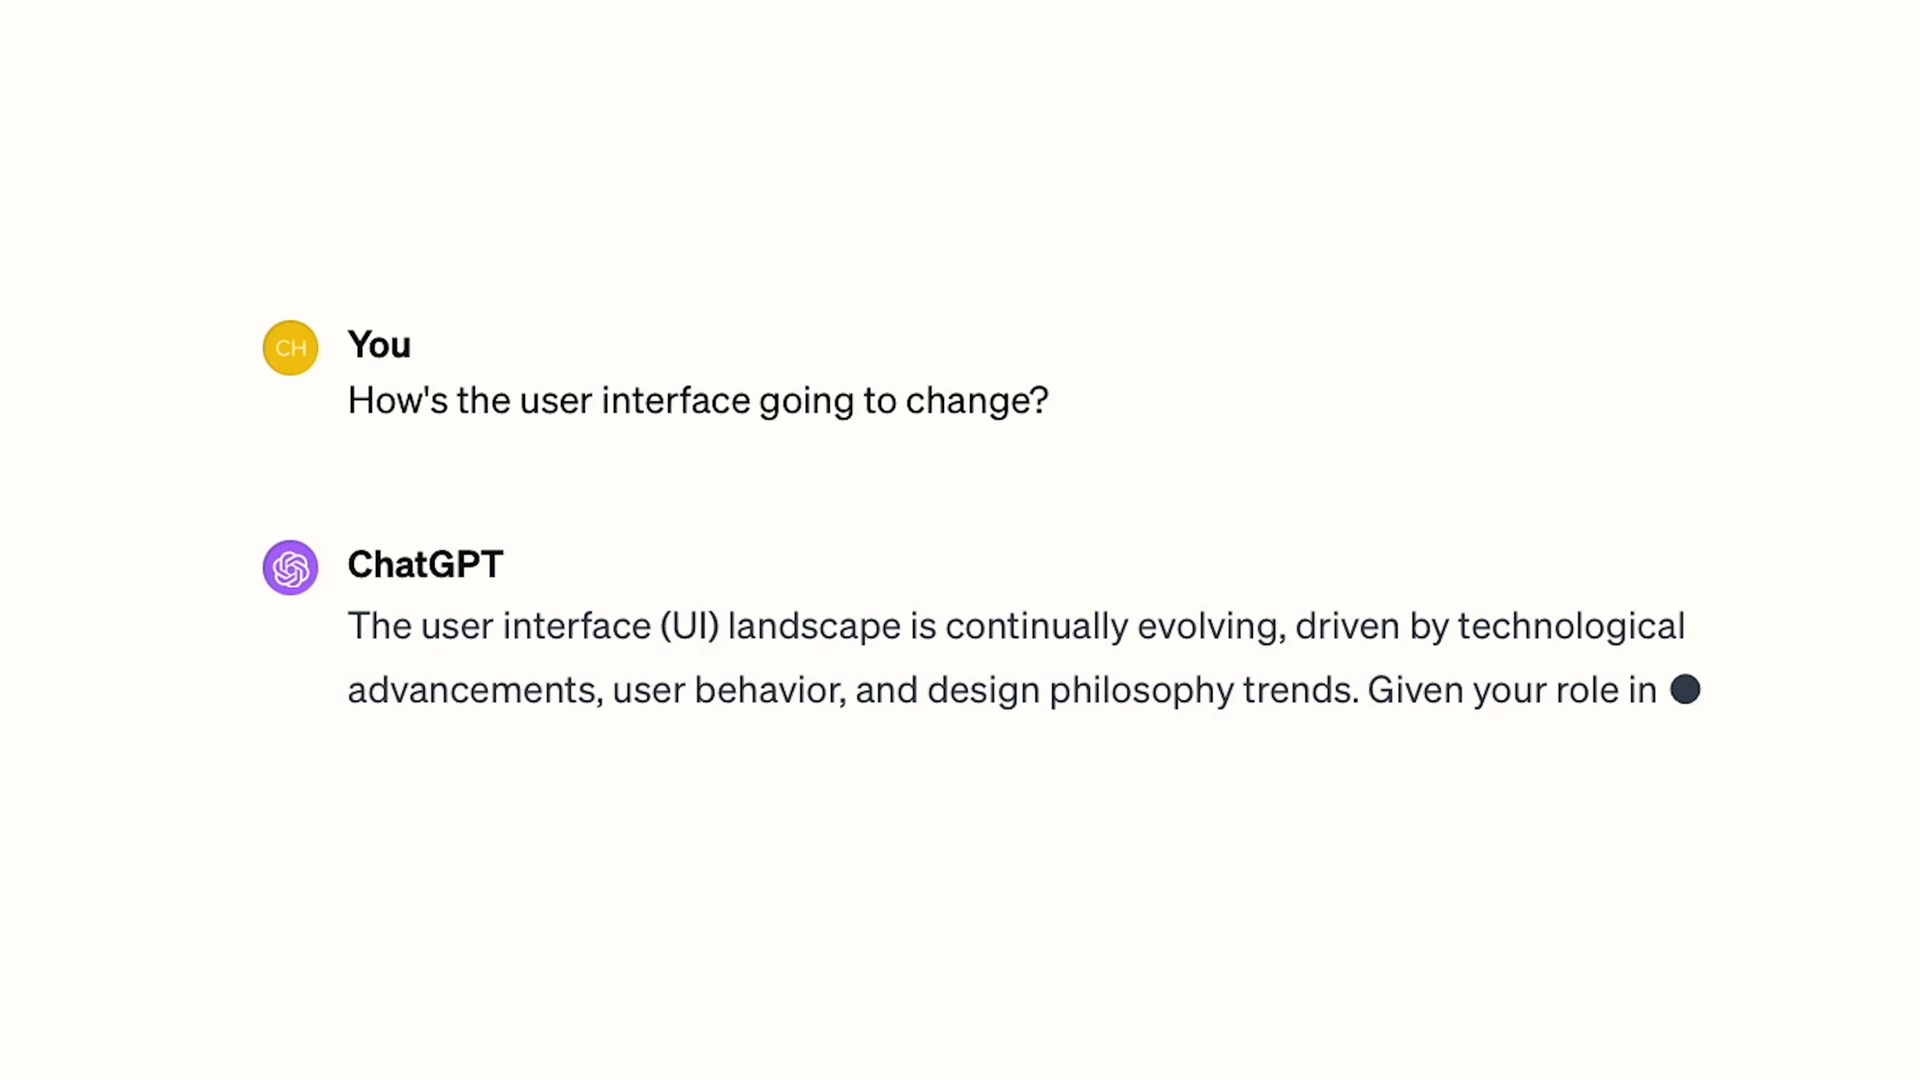 CH
You
How's the user interface going to change?
ChatGPT
The user interface (UI) landscape is continually evolving, driven by technological
advancements, user behavior, and design philosophy trends. Given your role in